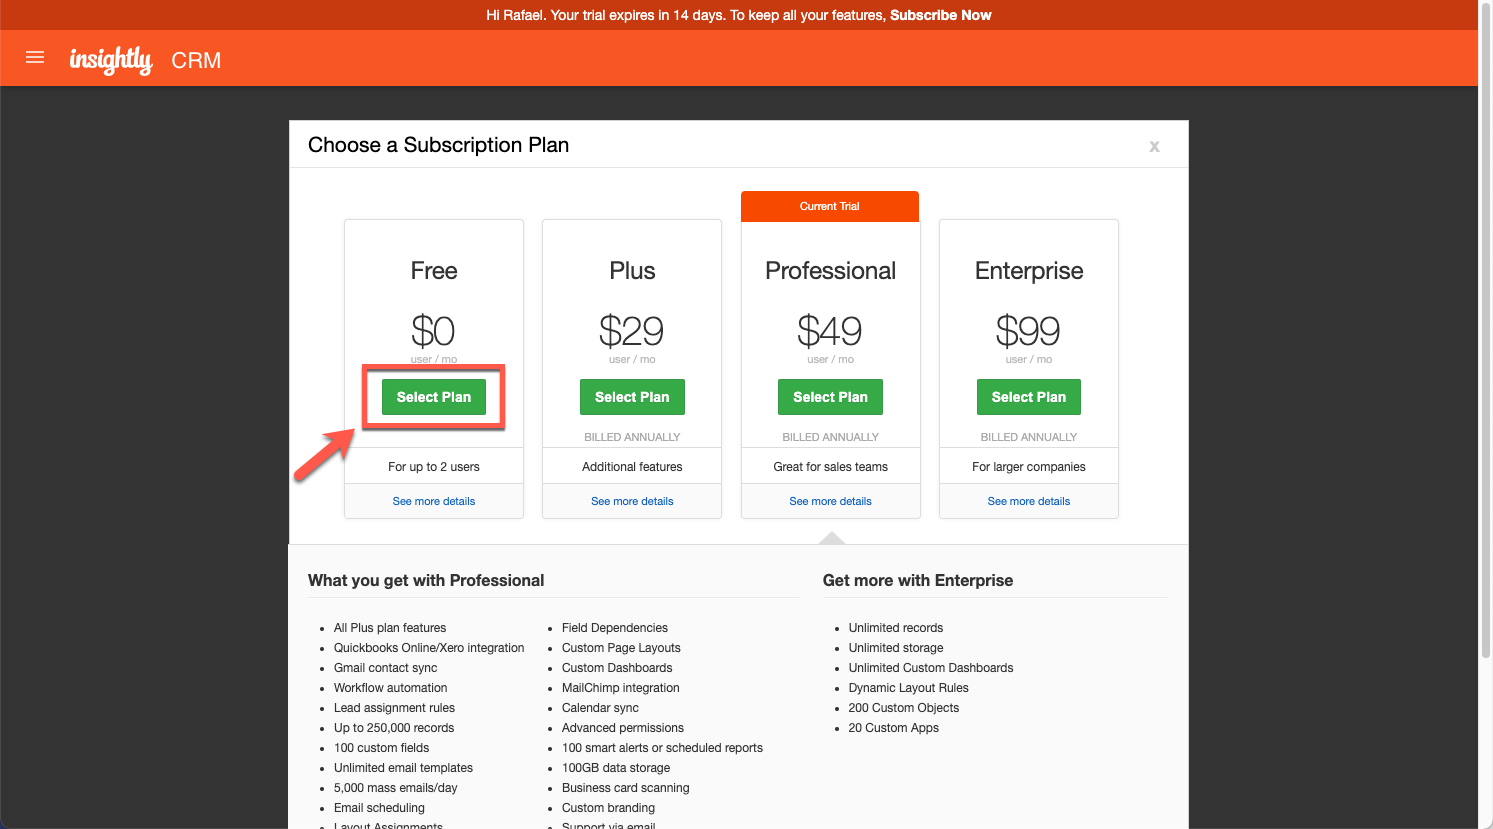 Hi Rafael. Your trial expires in 14 days. To keep all your features, Subscribe Now
insightly CRM
Choose a Subscription Plan
x
Current Trial
Free
$0
user / mo
Select Plan
For up to 2 users
See more details
Plus
$29
user / mo
Select Plan
BILLED ANNUALLY
Additional features
See more details
Professional
$49
user / mo
Select Plan
BILLED ANNUALLY
Great for sales teams
See more details
Enterprise
$99
user / mo
Select Plan
BILLED ANNUALLY
For larger companies
See more details
What you get with Professional
All Plus plan features
Quickbooks Online/Xero integration
Gmail contact sync
Workflow automation
Lead assignment rules
Up to 250,000 records
100 custom fields
Unlimited email templates
5,000 mass emails/day
Email scheduling
Layout Assignments
Field Dependencies
Custom Page Layouts
Custom Dashboards
MailChimp integration
Calendar sync
Advanced permissions
100 smart alerts or scheduled reports
100GB data storage
Business card scanning
Custom branding
Support via email
Get more with Enterprise
Unlimited records
Unlimited storage
Unlimited Custom Dashboards
Dynamic Layout Rules
200 Custom Objects
20 Custom Apps